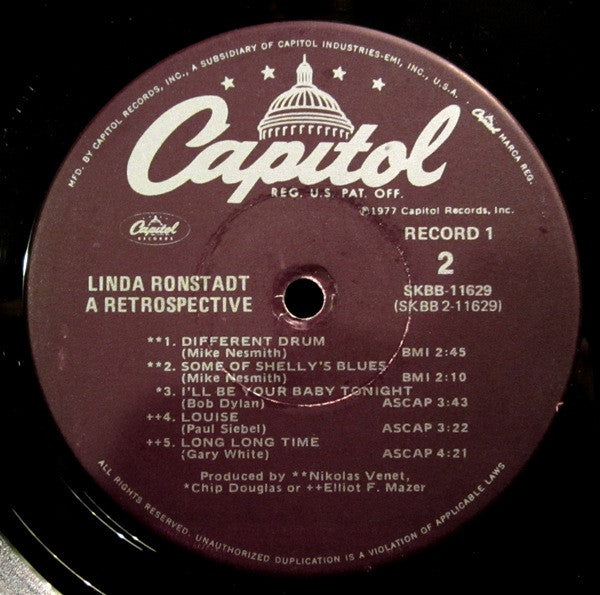 MFD. BY CAPITOL RECORDS, INC., A SUBSIDIARY OF CAPITOL INDUSTRIES-EMI, INC., U.S.A.
Capitol MARCA REG.
Capitol
REG. U.S. PAT. OFF.
℗1977 Capitol Records, Inc.
Capitol
RECORDS
RECORD 1
2
SKBB-11629
(SKBB 2-11629)
LINDA RONSTADT
A RETROSPECTIVE
**1. DIFFERENT DRUM
(Mike Nesmith) BMI 2:45
**2. SOME OF SHELLY'S BLUES
(Mike Nesmith) BMI 2:10
*3. I'LL BE YOUR BABY TONIGHT
(Bob Dylan) ASCAP 3:43
++4. LOUISE
(Paul Siebel) ASCAP 3:22
++5. LONG LONG TIME
(Gary White) ASCAP 4:21
Produced by **Nikolas Venet,
*Chip Douglas or ++Elliot F. Mazer
ALL RIGHTS RESERVED. UNAUTHORIZED DUPLICATION IS A VIOLATION OF APPLICABLE LAWS